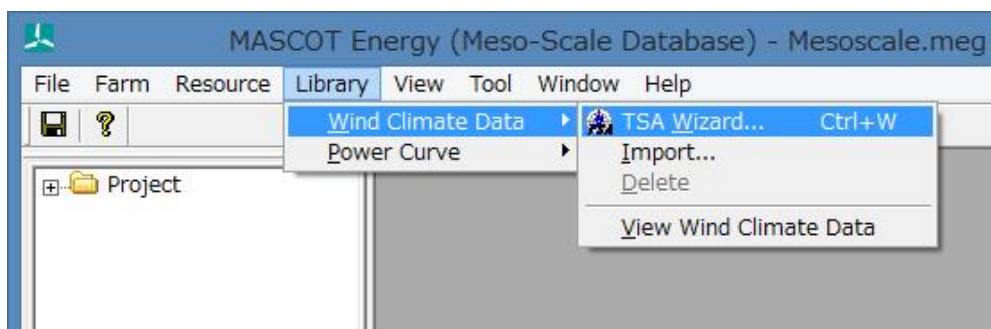 MASCOT Energy (Meso-Scale Database) - Mesoscale.meg
File Farm Resource Library View Tool Window Help
Wind Climate Data
TSA Wizard... Ctrl+W
Power Curve
Import...
Project
Delete
View Wind Climate Data